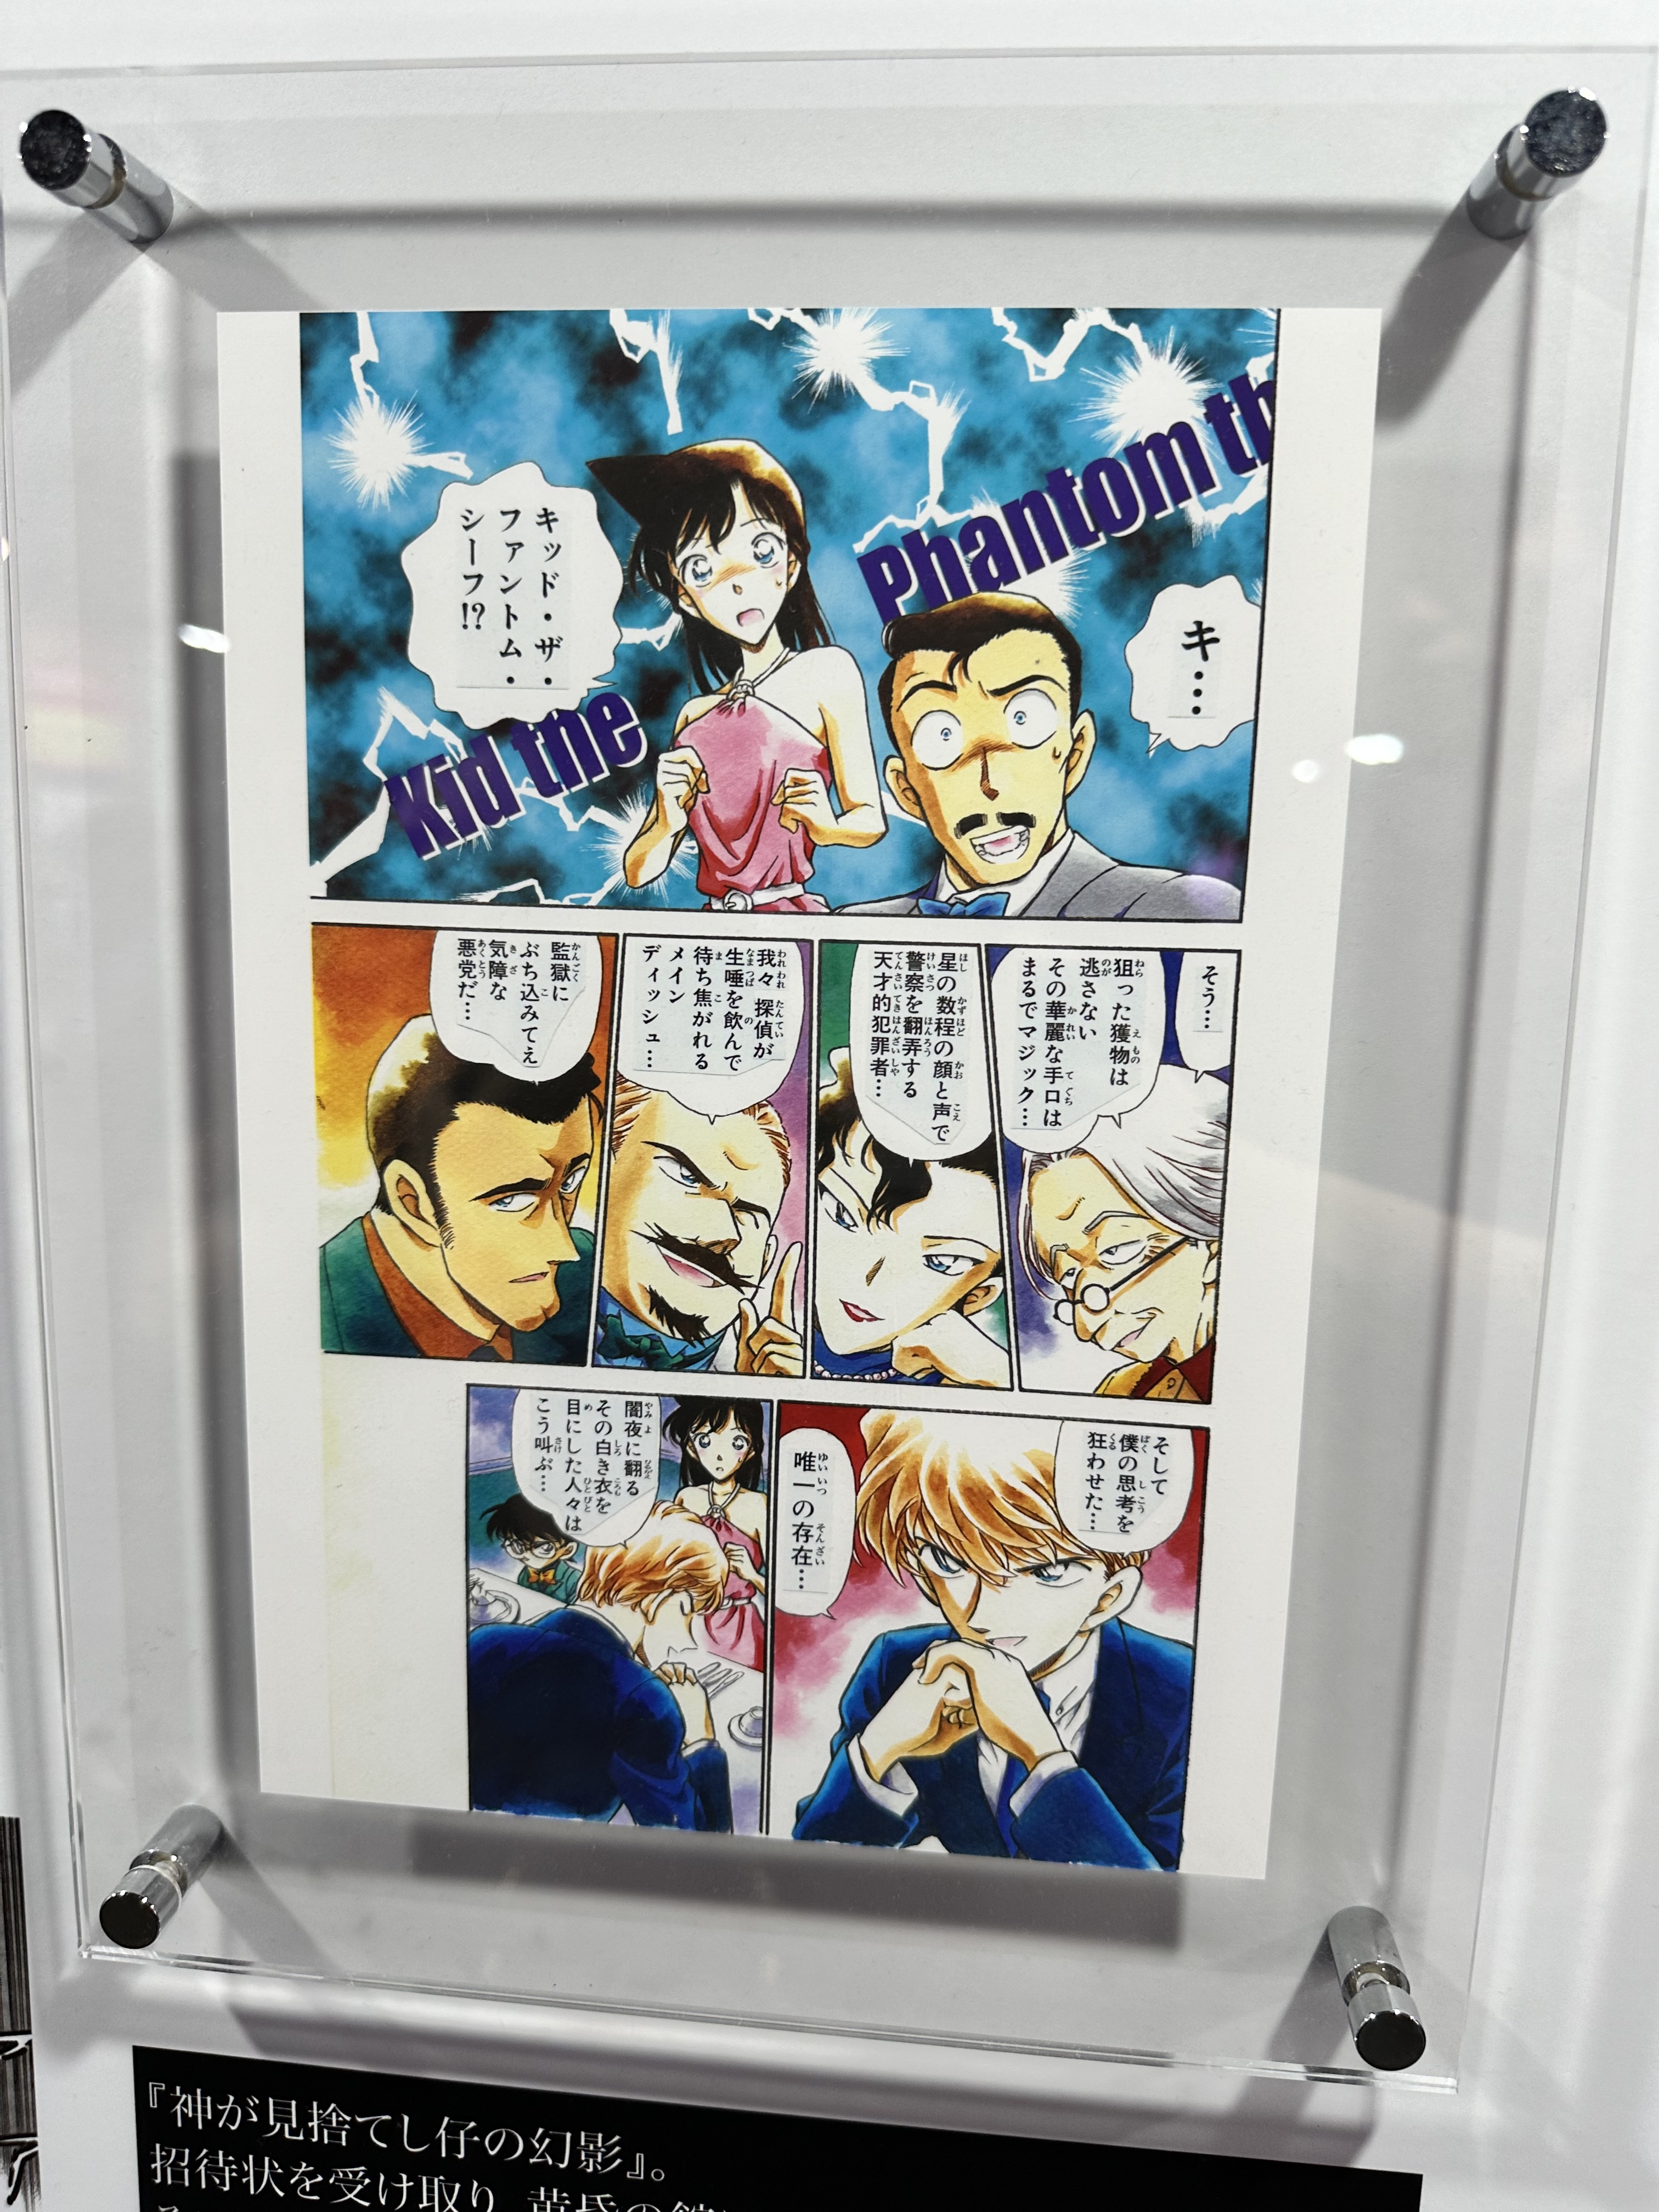 キ…
Phantom th
キッド・ザ・
ファントム・
シーフ!?
Kid the
そう…
狙った獲物は
逃さない
その華麗な手口は
まるでマジック…
星の数程の顔と声で
警察を翻弄する
天才的犯罪者…
我々探偵が
生唾を飲んで
待ち焦がれる
メイン
ディッシュ…
監獄に
ぶち込みてえ
気障な
悪党だ…
そして
僕の思考を
狂わせた…
唯一の存在…
闇夜に翻る
その白き衣を
目にした人々は
こう叫ぶ…
『神が見捨てし仔の幻影』。
招待状を受け取り、黄昏の館